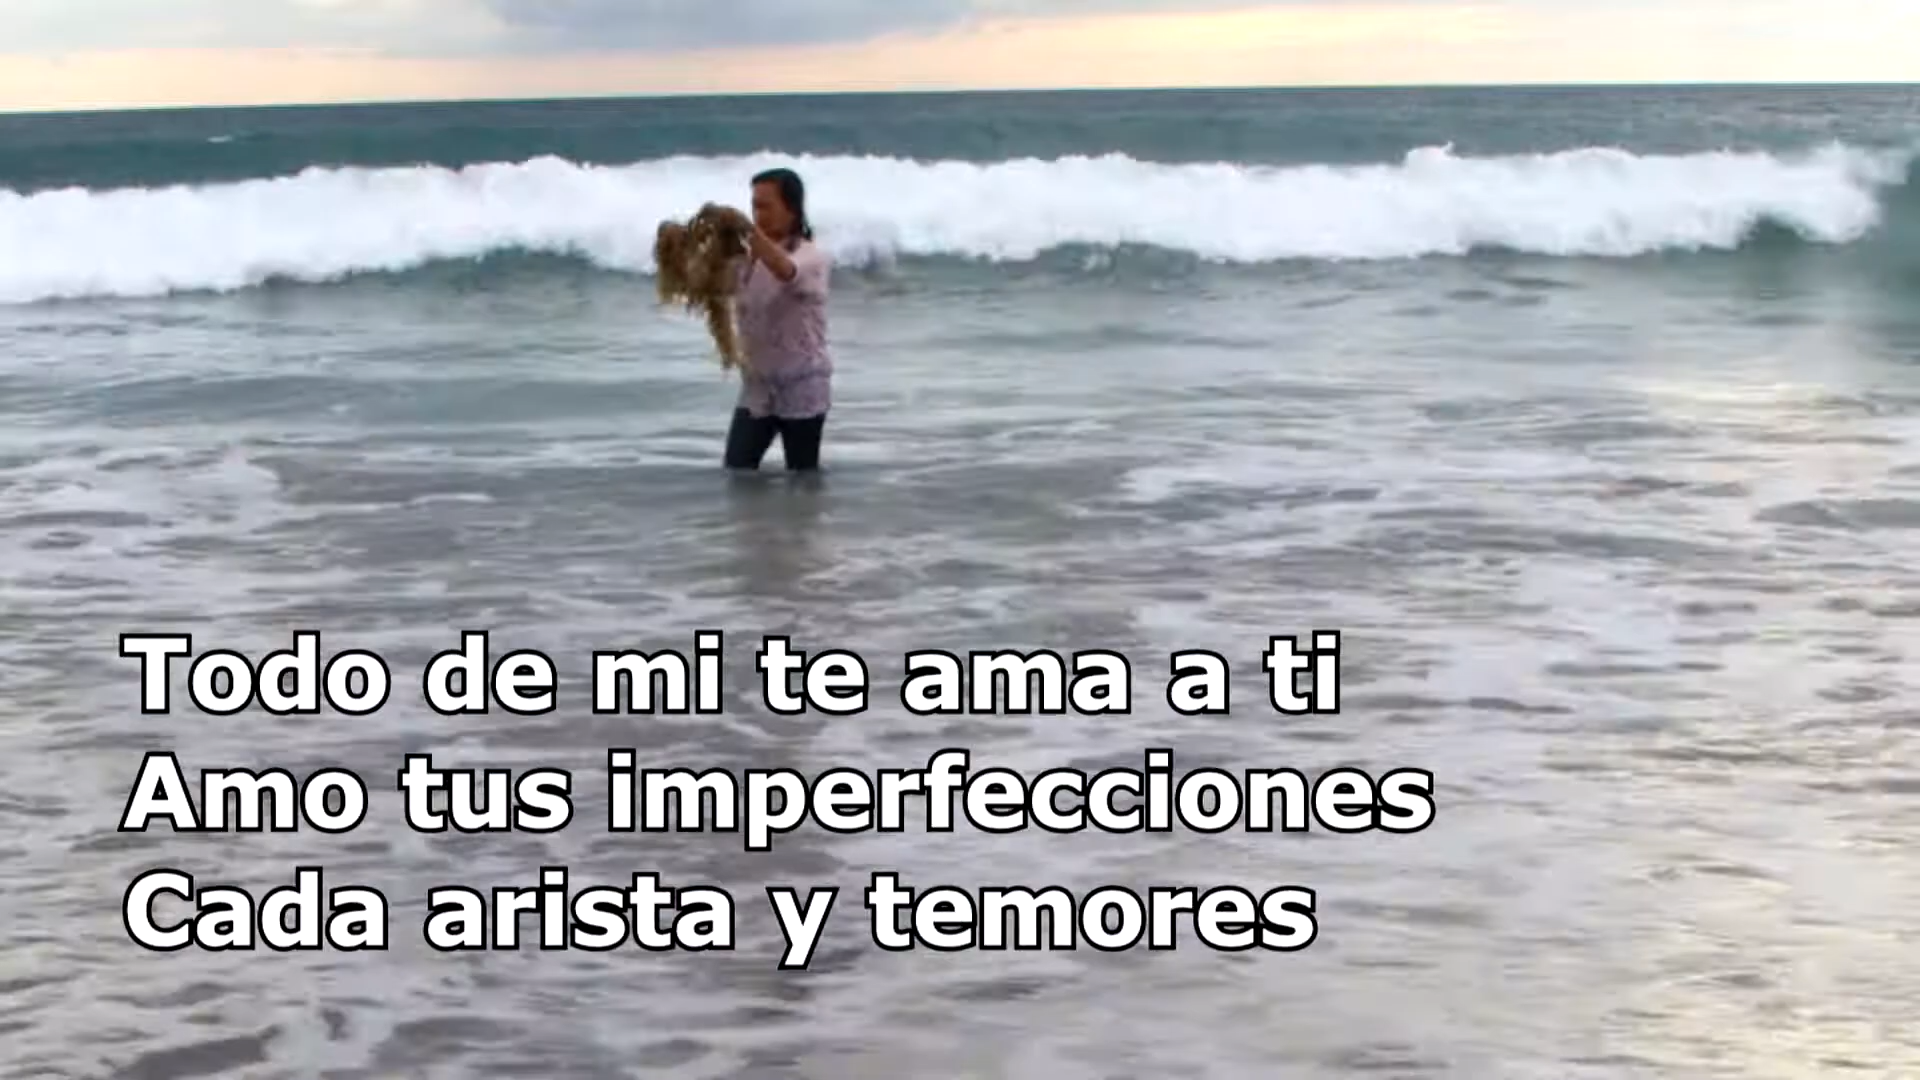 Todo de mi te ama a ti
Amo tus imperfecciones
Cada arista y temores